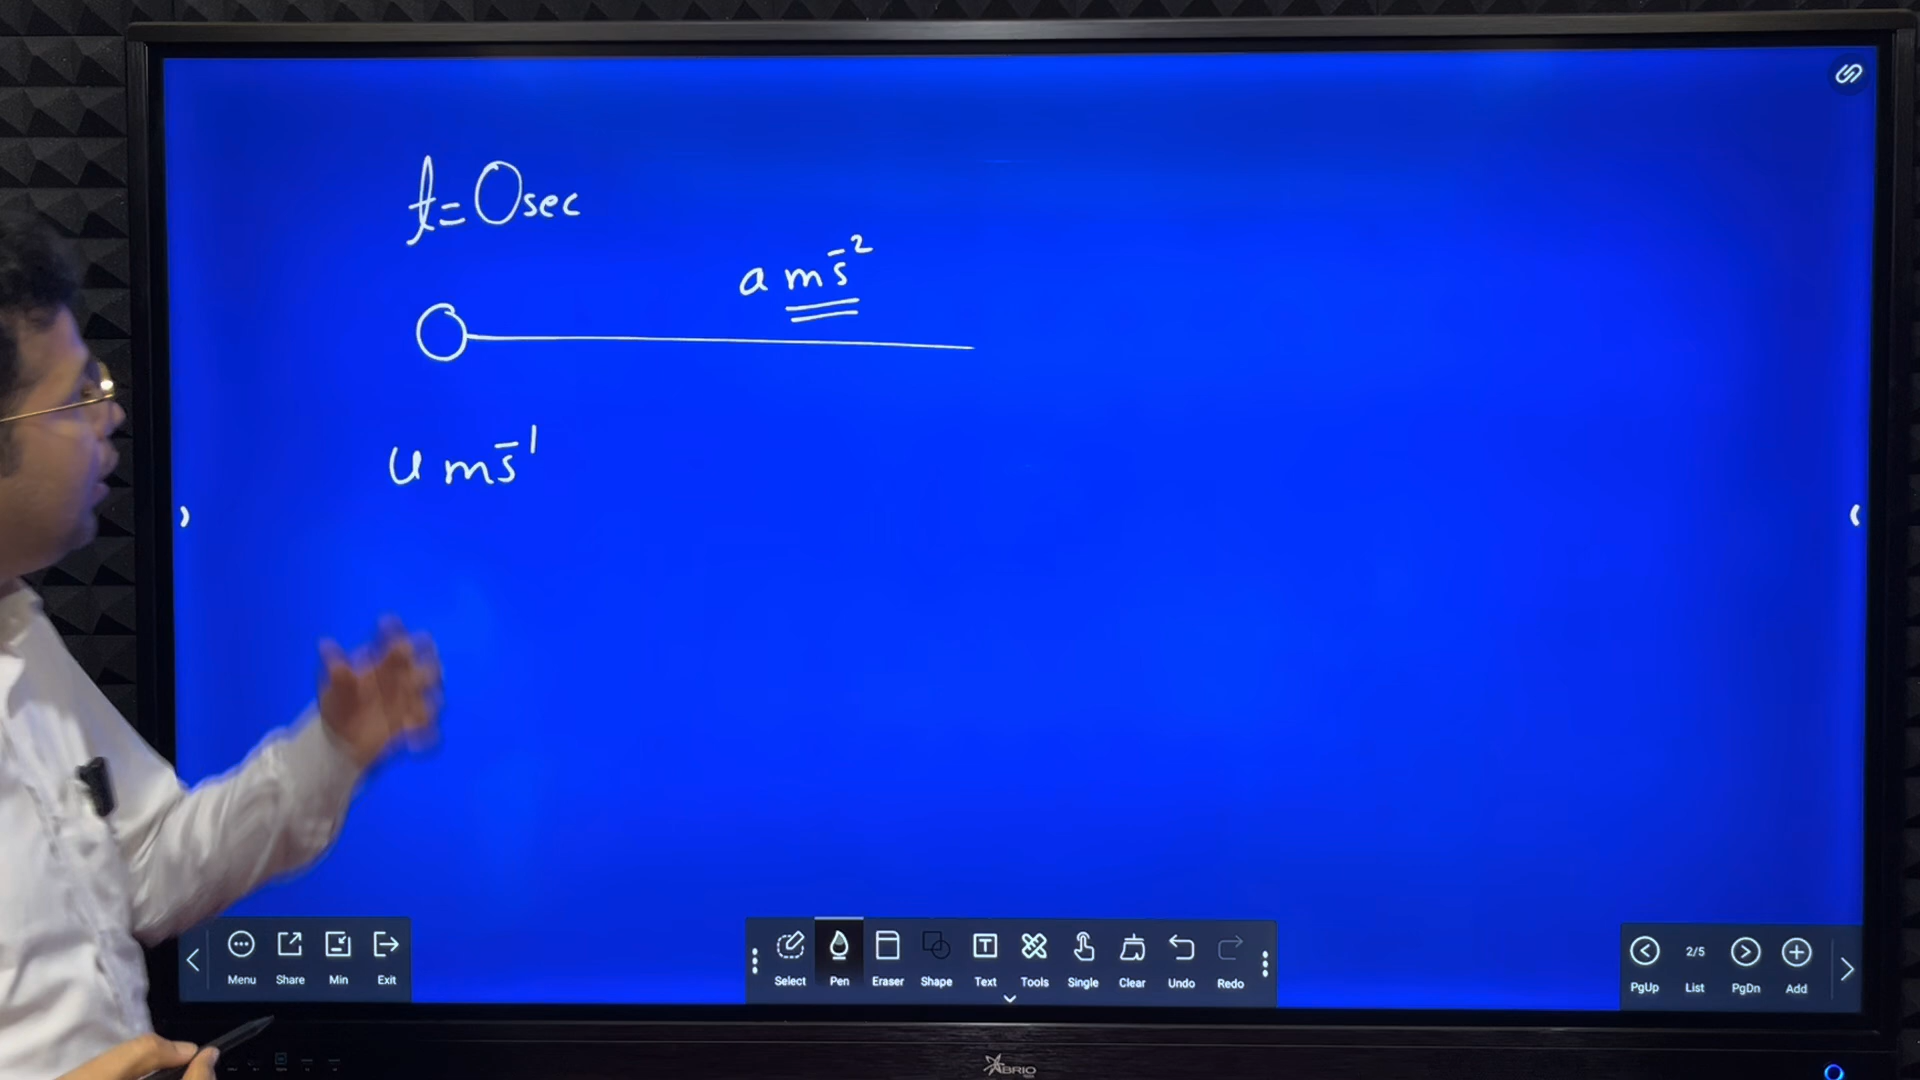 t=0sec
a ms⁻²
u ms⁻¹
Menu Share Min Exit
Select Pen Eraser Shape Text Tools Single Clear Undo Redo
PgUp 2/5 List PgDn Add
ABRIO